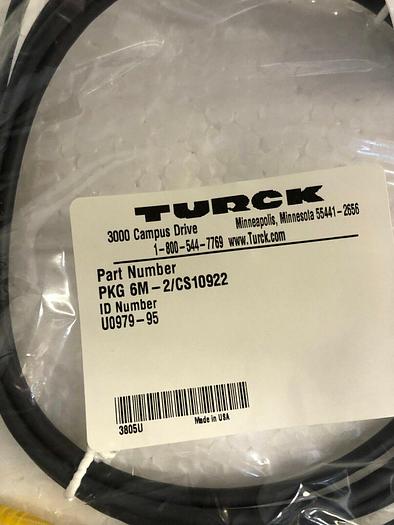 TURCK
3000 Campus Drive Minneapolis, Minnesota 55441-2656
1-800-544-7769 www.Turck.com
Part Number
PKG 6M-2/CS10922
ID Number
U0979-95
3805U Made in USA